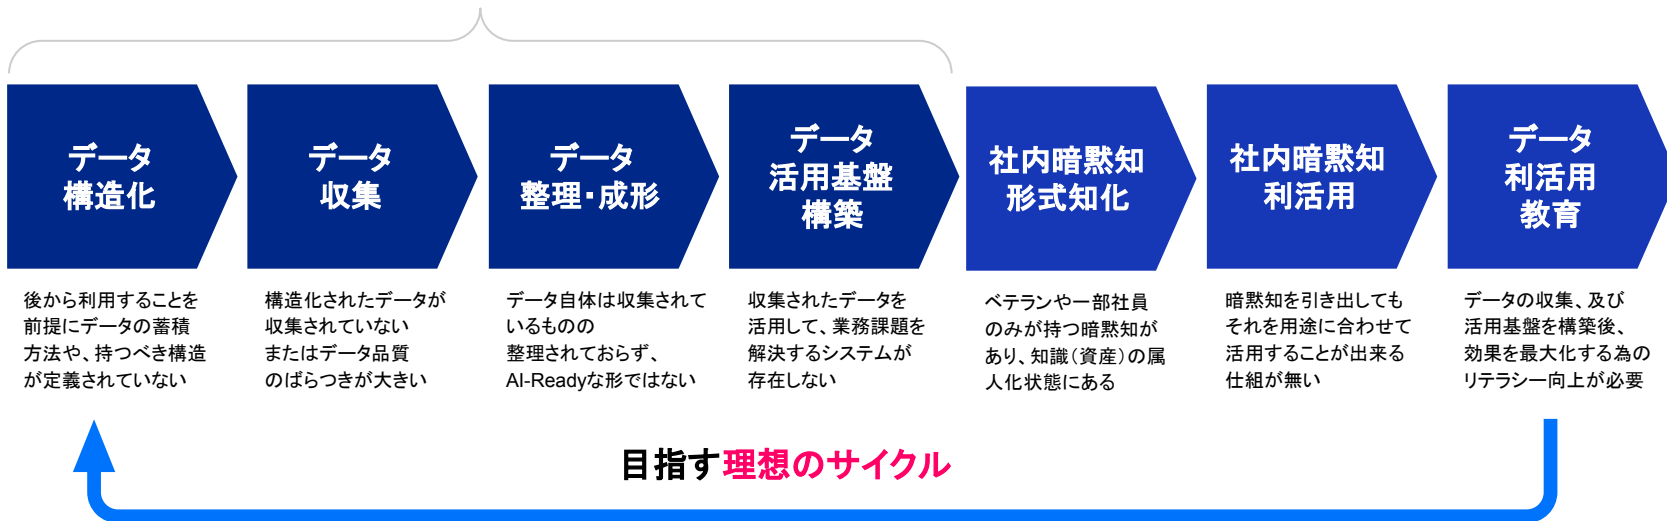 データ
構造化
データ
収集
データ
整理・成形
データ
活用基盤
構築
社内暗黙知
形式知化
社内暗黙知
利活用
データ
利活用
教育
後から利用することを
前提にデータの蓄積
方法や、持つべき構造
が定義されていない
構造化されたデータが
収集されていない
またはデータ品質
のばらつきが大きい
データ自体は収集されて
いるものの
整理されておらず、
AI-Readyな形ではない
収集されたデータを
活用して、業務課題を
解決するシステムが
存在しない
ベテランや一部社員
のみが持つ暗黙知が
あり、知識（資産）の属
人化状態にある
暗黙知を引き出しても
それを用途に合わせて
活用することが出来る
仕組が無い
データの収集、及び
活用基盤を構築後、
効果を最大化する為の
リテラシー向上が必要
目指す理想のサイクル